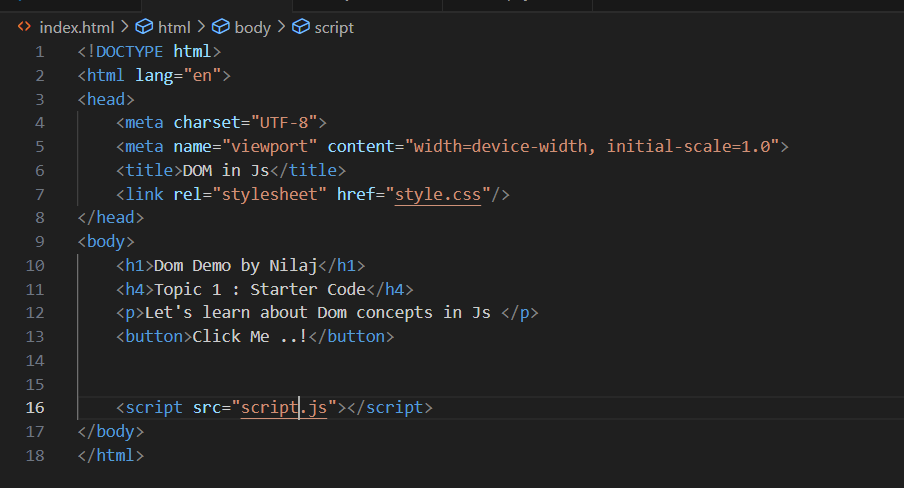 index.html > html > body > script
1 <!DOCTYPE html>
2 <html lang="en">
3 <head>
4     <meta charset="UTF-8">
5     <meta name="viewport" content="width=device-width, initial-scale=1.0">
6     <title>DOM in Js</title>
7     <link rel="stylesheet" href="style.css"/>
8 </head>
9 <body>
10     <h1>Dom Demo by Nilaj</h1>
11     <h4>Topic 1 : Starter Code</h4>
12     <p>Let's learn about Dom concepts in Js </p>
13     <button>Click Me ..!</button>
14
15
16     <script src="script.js"></script>
17 </body>
18 </html>